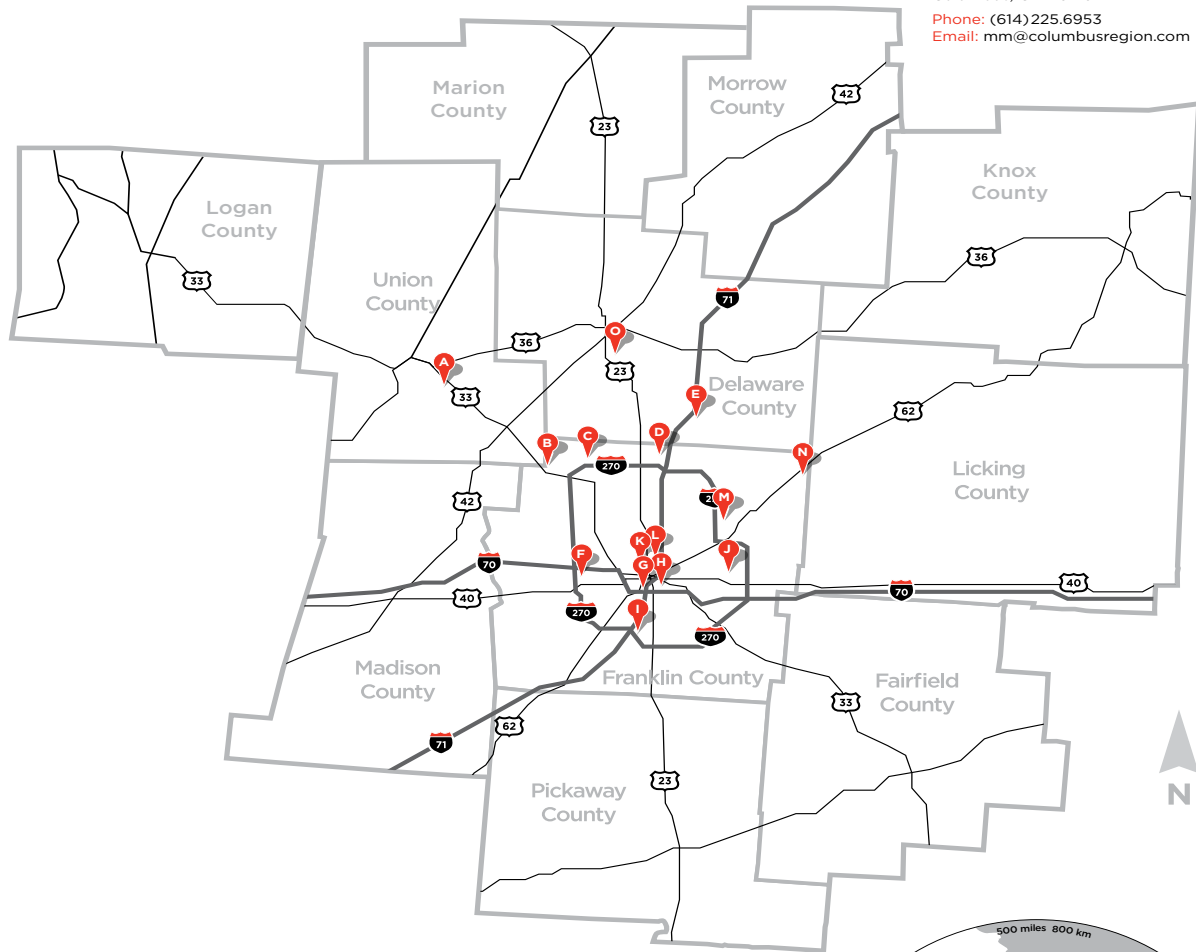 Phone: (614)225.6953
Email: mm@columbusregion.com
Marion
County
Morrow
County
42
23
Knox
County
Logan
County
33
Union
County
36
71
O
36
23
A
33
E
Delaware
County
62
B
C
D
270
N
Licking
County
42
M
K
L
F
G
H
J
70
40
40
70
270
I
270
Madison
County
Franklin County
Fairfield
County
33
62
71
23
Pickaway
County
N
500 miles 800 km